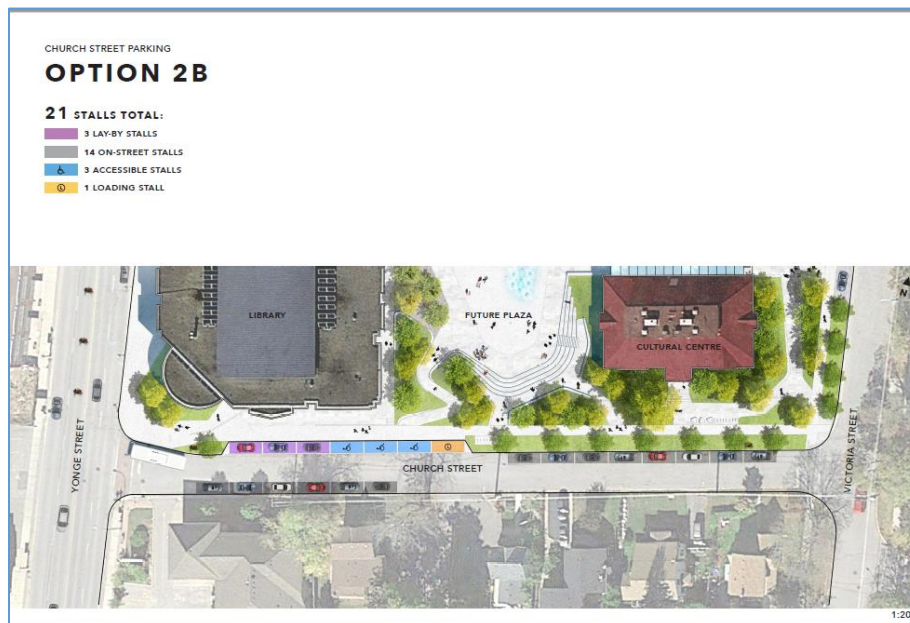 CHURCH STREET PARKING
OPTION 2B
21 STALLS TOTAL:
3 LAY-BY STALLS
14 ON-STREET STALLS
3 ACCESSIBLE STALLS
1 LOADING STALL
LIBRARY
FUTURE PLAZA
CULTURAL CENTRE
N
YONGE STREET
CHURCH STREET
VICTORIA STREET
1:20